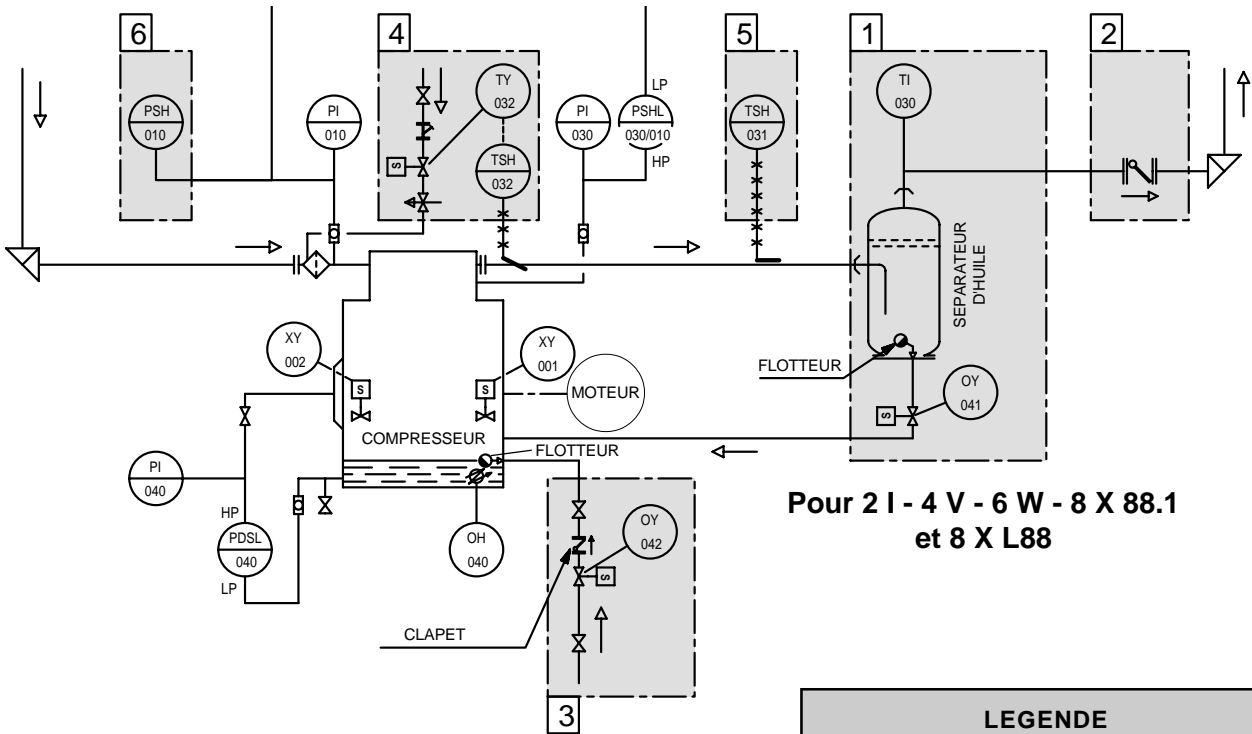 6
4
5
1
2
PSH
010
PI
010
TY
032
TSH
032
S
PI
030
LP
PSHL
030/010
HP
TSH
031
TI
030
SEPARATEUR
D'HUILE
FLOTTEUR
OY
041
S
XY
002
S
XY
001
S
MOTEUR
COMPRESSEUR
FLOTTEUR
PI
040
HP
PDSL
040
LP
OH
040
OY
042
S
CLAPET
3
Pour 2 I - 4 V - 6 W - 8 X 88.1
et 8 X L88
LEGENDE